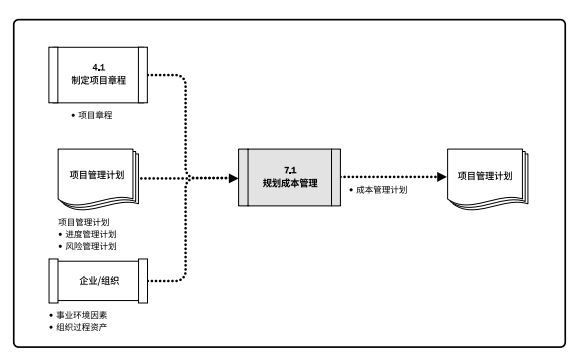 4.1
制定项目章程
• 项目章程
项目管理计划
项目管理计划
• 进度管理计划
• 风险管理计划
企业/组织
• 事业环境因素
• 组织过程资产
7.1
规划成本管理
• 成本管理计划
项目管理计划